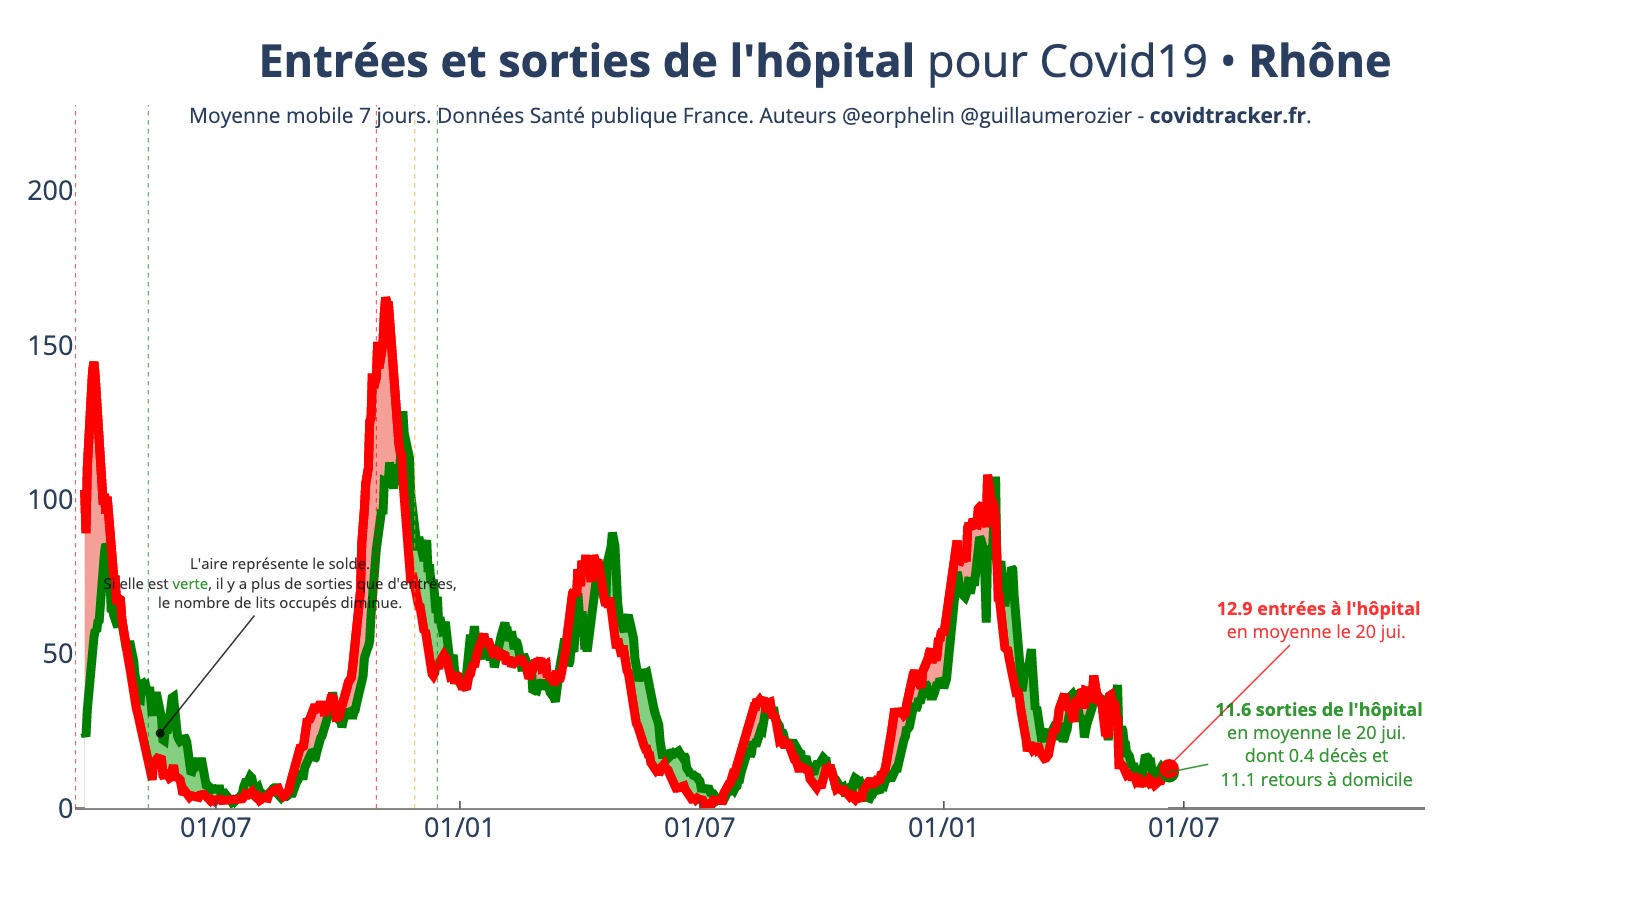 Entrées et sorties de l'hôpital pour Covid19 • Rhône
Moyenne mobile 7 jours. Données Santé publique France. Auteurs @eorphelin @guillaumerozier - covidtracker.fr.
200
150
100
50
0
L'aire représente le solde.
Si elle est verte, il y a plus de sorties que d'entrées,
le nombre de lits occupés diminue.
12.9 entrées à l'hôpital
en moyenne le 20 jui.
11.6 sorties de l'hôpital
en moyenne le 20 jui.
dont 0.4 décès et
11.1 retours à domicile
01/07
01/01
01/07
01/01
01/07